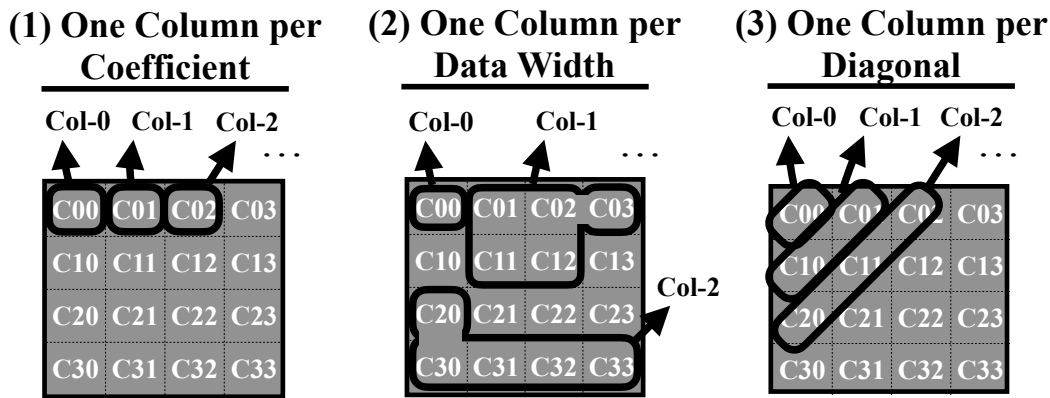 (1) One Column per
Coefficient
Col-0 Col-1 Col-2
. . .
C00 C01 C02 C03
C10 C11 C12 C13
C20 C21 C22 C23
C30 C31 C32 C33
(2) One Column per
Data Width
Col-0 Col-1
. . .
C00 C01 C02 C03
C10 C11 C12 C13
Col-2
C20 C21 C22 C23
C30 C31 C32 C33
(3) One Column per
Diagonal
Col-0 Col-1 Col-2
. . .
C00 C01 C02 C03
C10 C11 C12 C13
C20 C21 C22 C23
C30 C31 C32 C33